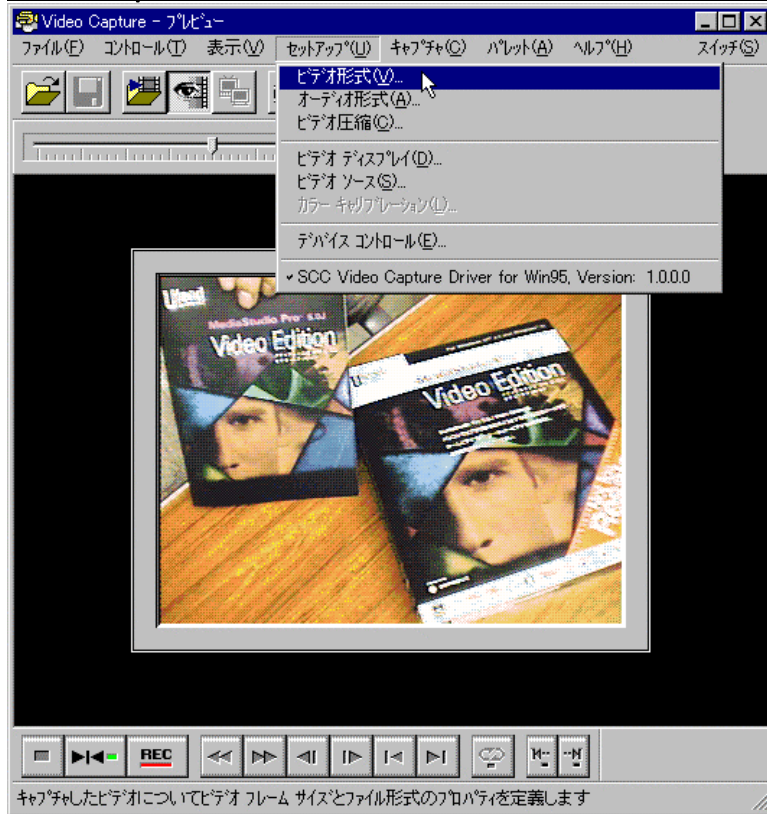 Video Capture - ﾌﾟﾚﾋﾞｭｰ
ﾌｧｲﾙ(F) ｺﾝﾄﾛｰﾙ(T) 表示(V) ｾｯﾄｱｯﾌﾟ(U) ｷｬﾌﾟﾁｬ(C) ﾊﾟﾚｯﾄ(A) ﾍﾙﾌﾟ(H) ｽｲｯﾁ(S)
ﾋﾞﾃﾞｵ形式(V)...
ｵｰﾃﾞｨｵ形式(A)...
ﾋﾞﾃﾞｵ圧縮(C)...
ﾋﾞﾃﾞｵ ﾃﾞｨｽﾌﾟﾚｲ(D)...
ﾋﾞﾃﾞｵ ｿｰｽ(S)...
ｶﾗｰ ｷｬﾘﾌﾞﾚｰｼｮﾝ(L)...
ﾃﾞﾊﾞｲｽ ｺﾝﾄﾛｰﾙ(E)...
SCC Video Capture Driver for Win95, Version: 1.0.0.0
Ulead
MediaStudio Pro
Video Edition
Video Edition
REC
ｷｬﾌﾟﾁｬしたﾋﾞﾃﾞｵについてﾋﾞﾃﾞｵ ﾌﾚｰﾑ ｻｲｽﾞとﾌｧｲﾙ形式のﾌﾟﾛﾊﾟﾃｨを定義します